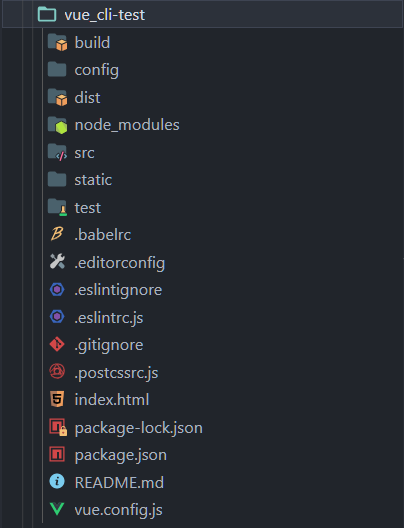 vue_cli-test
build
config
dist
node_modules
src
static
test
.babelrc
.editorconfig
.eslintignore
.eslintrc.js
.gitignore
.postcssrc.js
index.html
package-lock.json
package.json
README.md
vue.config.js